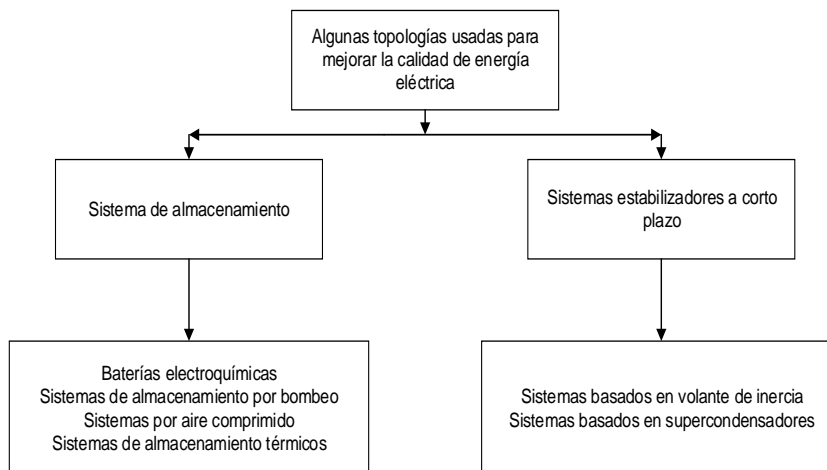 Algunas topologías usadas para
mejorar la calidad de energía
eléctrica
Sistema de almacenamiento
Sistemas estabilizadores a corto
plazo
Baterías electroquímicas
Sistemas de almacenamiento por bombeo
Sistemas por aire comprimido
Sistemas de almacenamiento térmicos
Sistemas basados en volante de inercia
Sistemas basados en supercondensadores